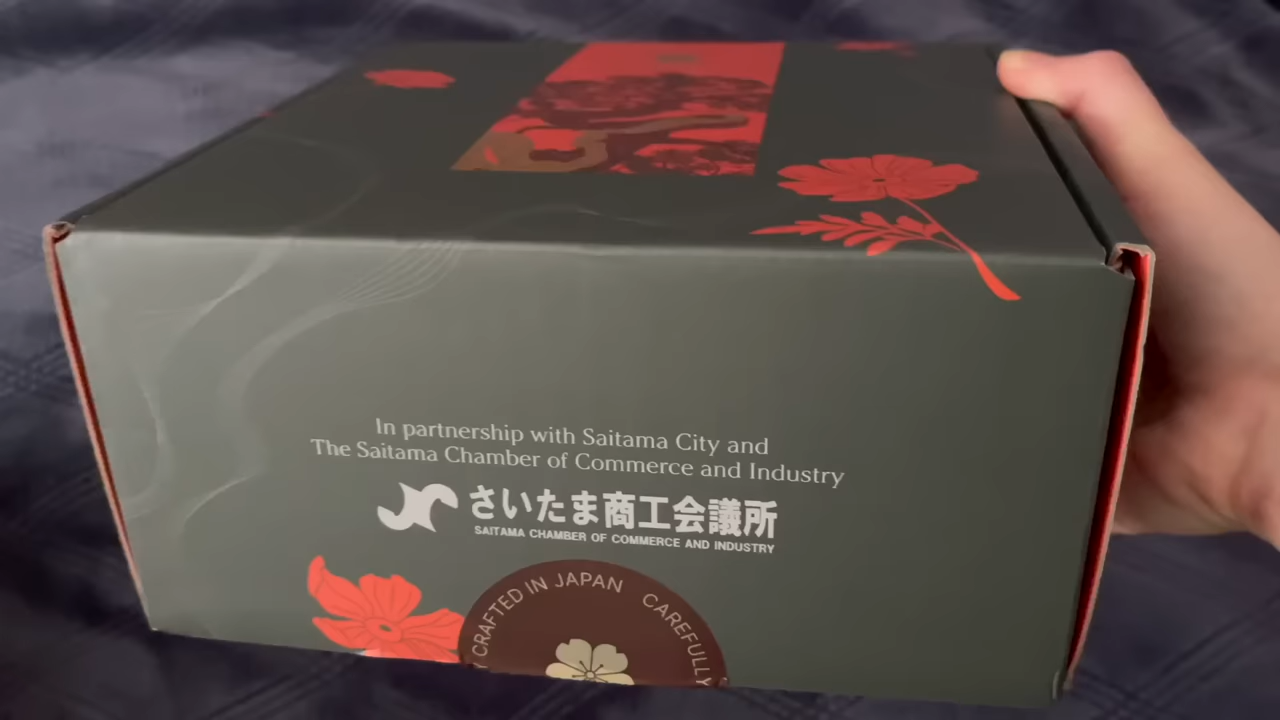 In partnership with Saitama City and
The Saitama Chamber of Commerce and Industry
さいたま商工会議所
SAITAMA CHAMBER OF COMMERCE AND INDUSTRY
CRAFTED IN JAPAN CAREFULLY